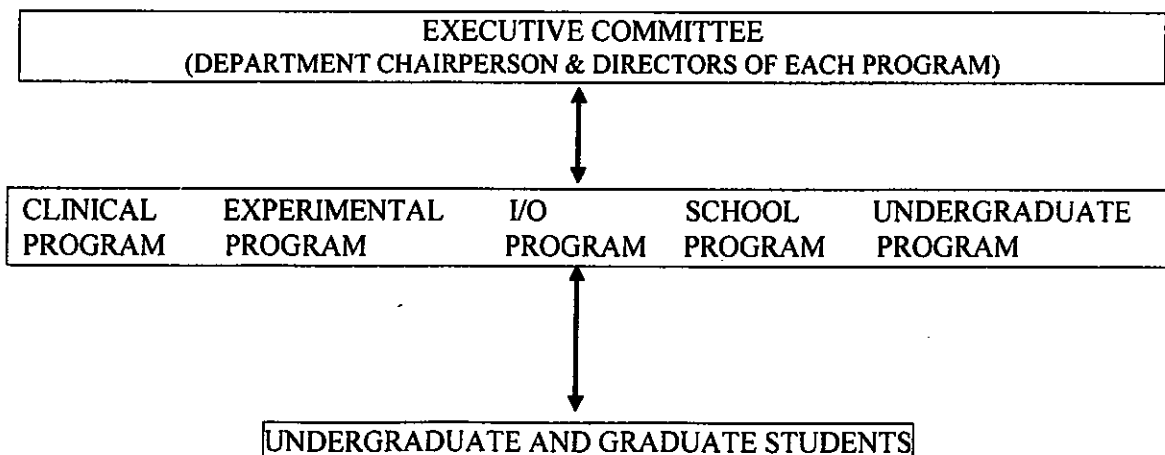 EXECUTIVE COMMITTEE
(DEPARTMENT CHAIRPERSON & DIRECTORS OF EACH PROGRAM)
CLINICAL PROGRAM
EXPERIMENTAL PROGRAM
I/O PROGRAM
SCHOOL PROGRAM
UNDERGRADUATE PROGRAM
UNDERGRADUATE AND GRADUATE STUDENTS